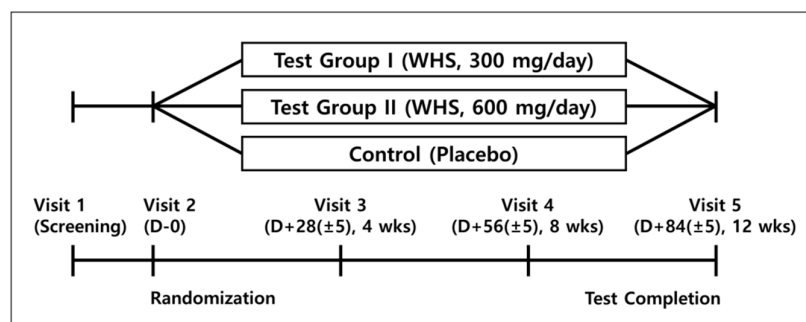 Test Group I (WHS, 300 mg/day)
Test Group II (WHS, 600 mg/day)
Control (Placebo)
Visit 1
(Screening)
Visit 2
(D-0)
Visit 3
(D+28(±5), 4 wks)
Visit 4
(D+56(±5), 8 wks)
Visit 5
(D+84(±5), 12 wks)
Randomization
Test Completion